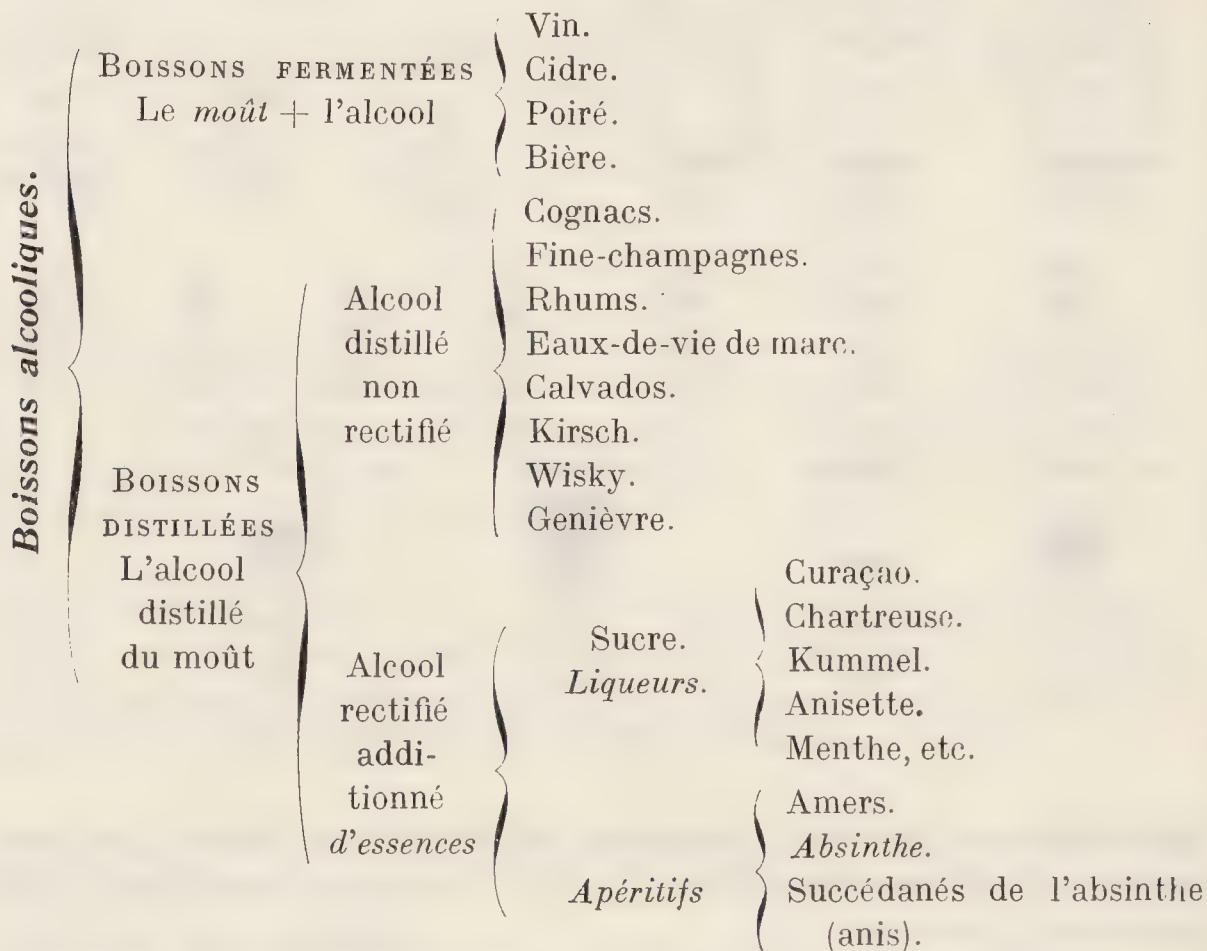 Boissons alcooliques.
BOISSONS FERMENTÉES
Le moût + l'alcool
Vin.
Cidre.
Poiré.
Bière.
BOISSONS
DISTILLÉES
L'alcool
distillé
du moût
Alcool
distillé
non
rectifié
Cognacs.
Fine-champagnes.
Rhums.
Eaux-de-vie de marc.
Calvados.
Kirsch.
Wisky.
Genièvre.
Alcool
rectifié
addi-
tionné
d'essences
Sucre.
Liqueurs.
Curaçao.
Chartreuse.
Kummel.
Anisette.
Menthe, etc.
Apéritifs
Amers.
Absinthe.
Succédanés de l'absinthe
(anis).